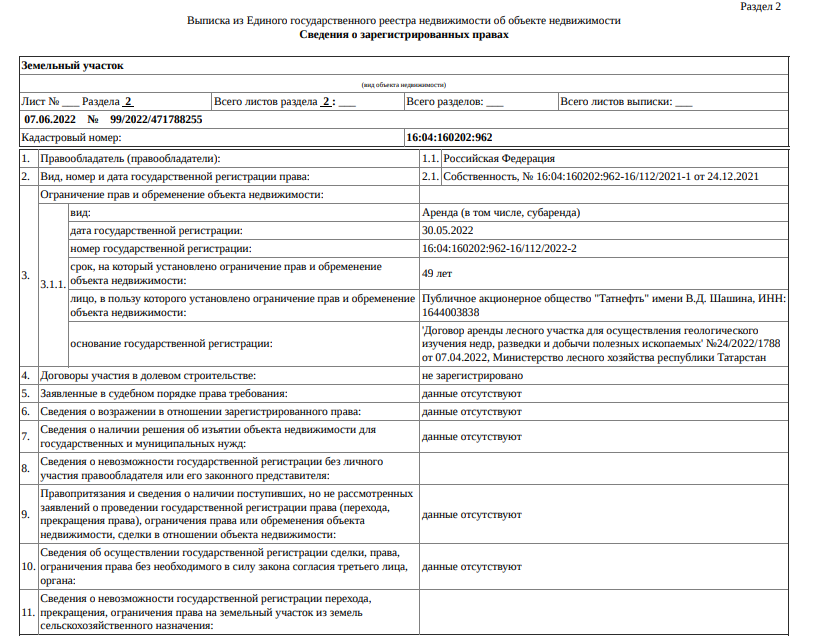 Раздел 2
Выписка из Единого государственного реестра недвижимости об объекте недвижимости
Сведения о зарегистрированных правах
Земельный участок
(вид объекта недвижимости)
Лист № ___ Раздела 2 Всего листов раздела 2 : ___ Всего разделов: ___ Всего листов выписки: ___
07.06.2022 № 99/2022/471788255
Кадастровый номер: 16:04:160202:962
1. Правообладатель (правообладатели): 1.1. Российская Федерация
2. Вид, номер и дата государственной регистрации права: 2.1. Собственность, № 16:04:160202:962-16/112/2021-1 от 24.12.2021
3. Ограничение прав и обременение объекта недвижимости:
3.1.1. вид: Аренда (в том числе, субаренда)
дата государственной регистрации: 30.05.2022
номер государственной регистрации: 16:04:160202:962-16/112/2022-2
срок, на который установлено ограничение прав и обременение
объекта недвижимости: 49 лет
лицо, в пользу которого установлено ограничение прав и обременение
объекта недвижимости:
Публичное акционерное общество "Татнефть" имени В.Д. Шашина, ИНН:
1644003838
основание государственной регистрации:
'Договор аренды лесного участка для осуществления геологического
изучения недр, разведки и добычи полезных ископаемых' №24/2022/1788
от 07.04.2022, Министерство лесного хозяйства республики Татарстан
4. Договоры участия в долевом строительстве: не зарегистрировано
5. Заявленные в судебном порядке права требования: данные отсутствуют
6. Сведения о возражении в отношении зарегистрированного права: данные отсутствуют
7. Сведения о наличии решения об изъятии объекта недвижимости для
государственных и муниципальных нужд: данные отсутствуют
8. Сведения о невозможности государственной регистрации без личного
участия правообладателя или его законного представителя:
9. Правопритязания и сведения о наличии поступивших, но не рассмотренных
заявлений о проведении государственной регистрации права (перехода,
прекращения права), ограничения права или обременения объекта
недвижимости, сделки в отношении объекта недвижимости: данные отсутствуют
10. Сведения об осуществлении государственной регистрации сделки, права,
ограничения права без необходимого в силу закона согласия третьего лица,
органа: данные отсутствуют
11. Сведения о невозможности государственной регистрации перехода,
прекращения, ограничения права на земельный участок из земель
сельскохозяйственного назначения: